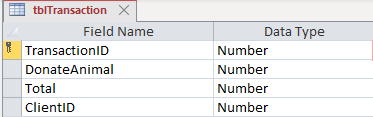 tblTransaction
Field Name Data Type
TransactionID Number
DonateAnimal Number
Total Number
ClientID Number